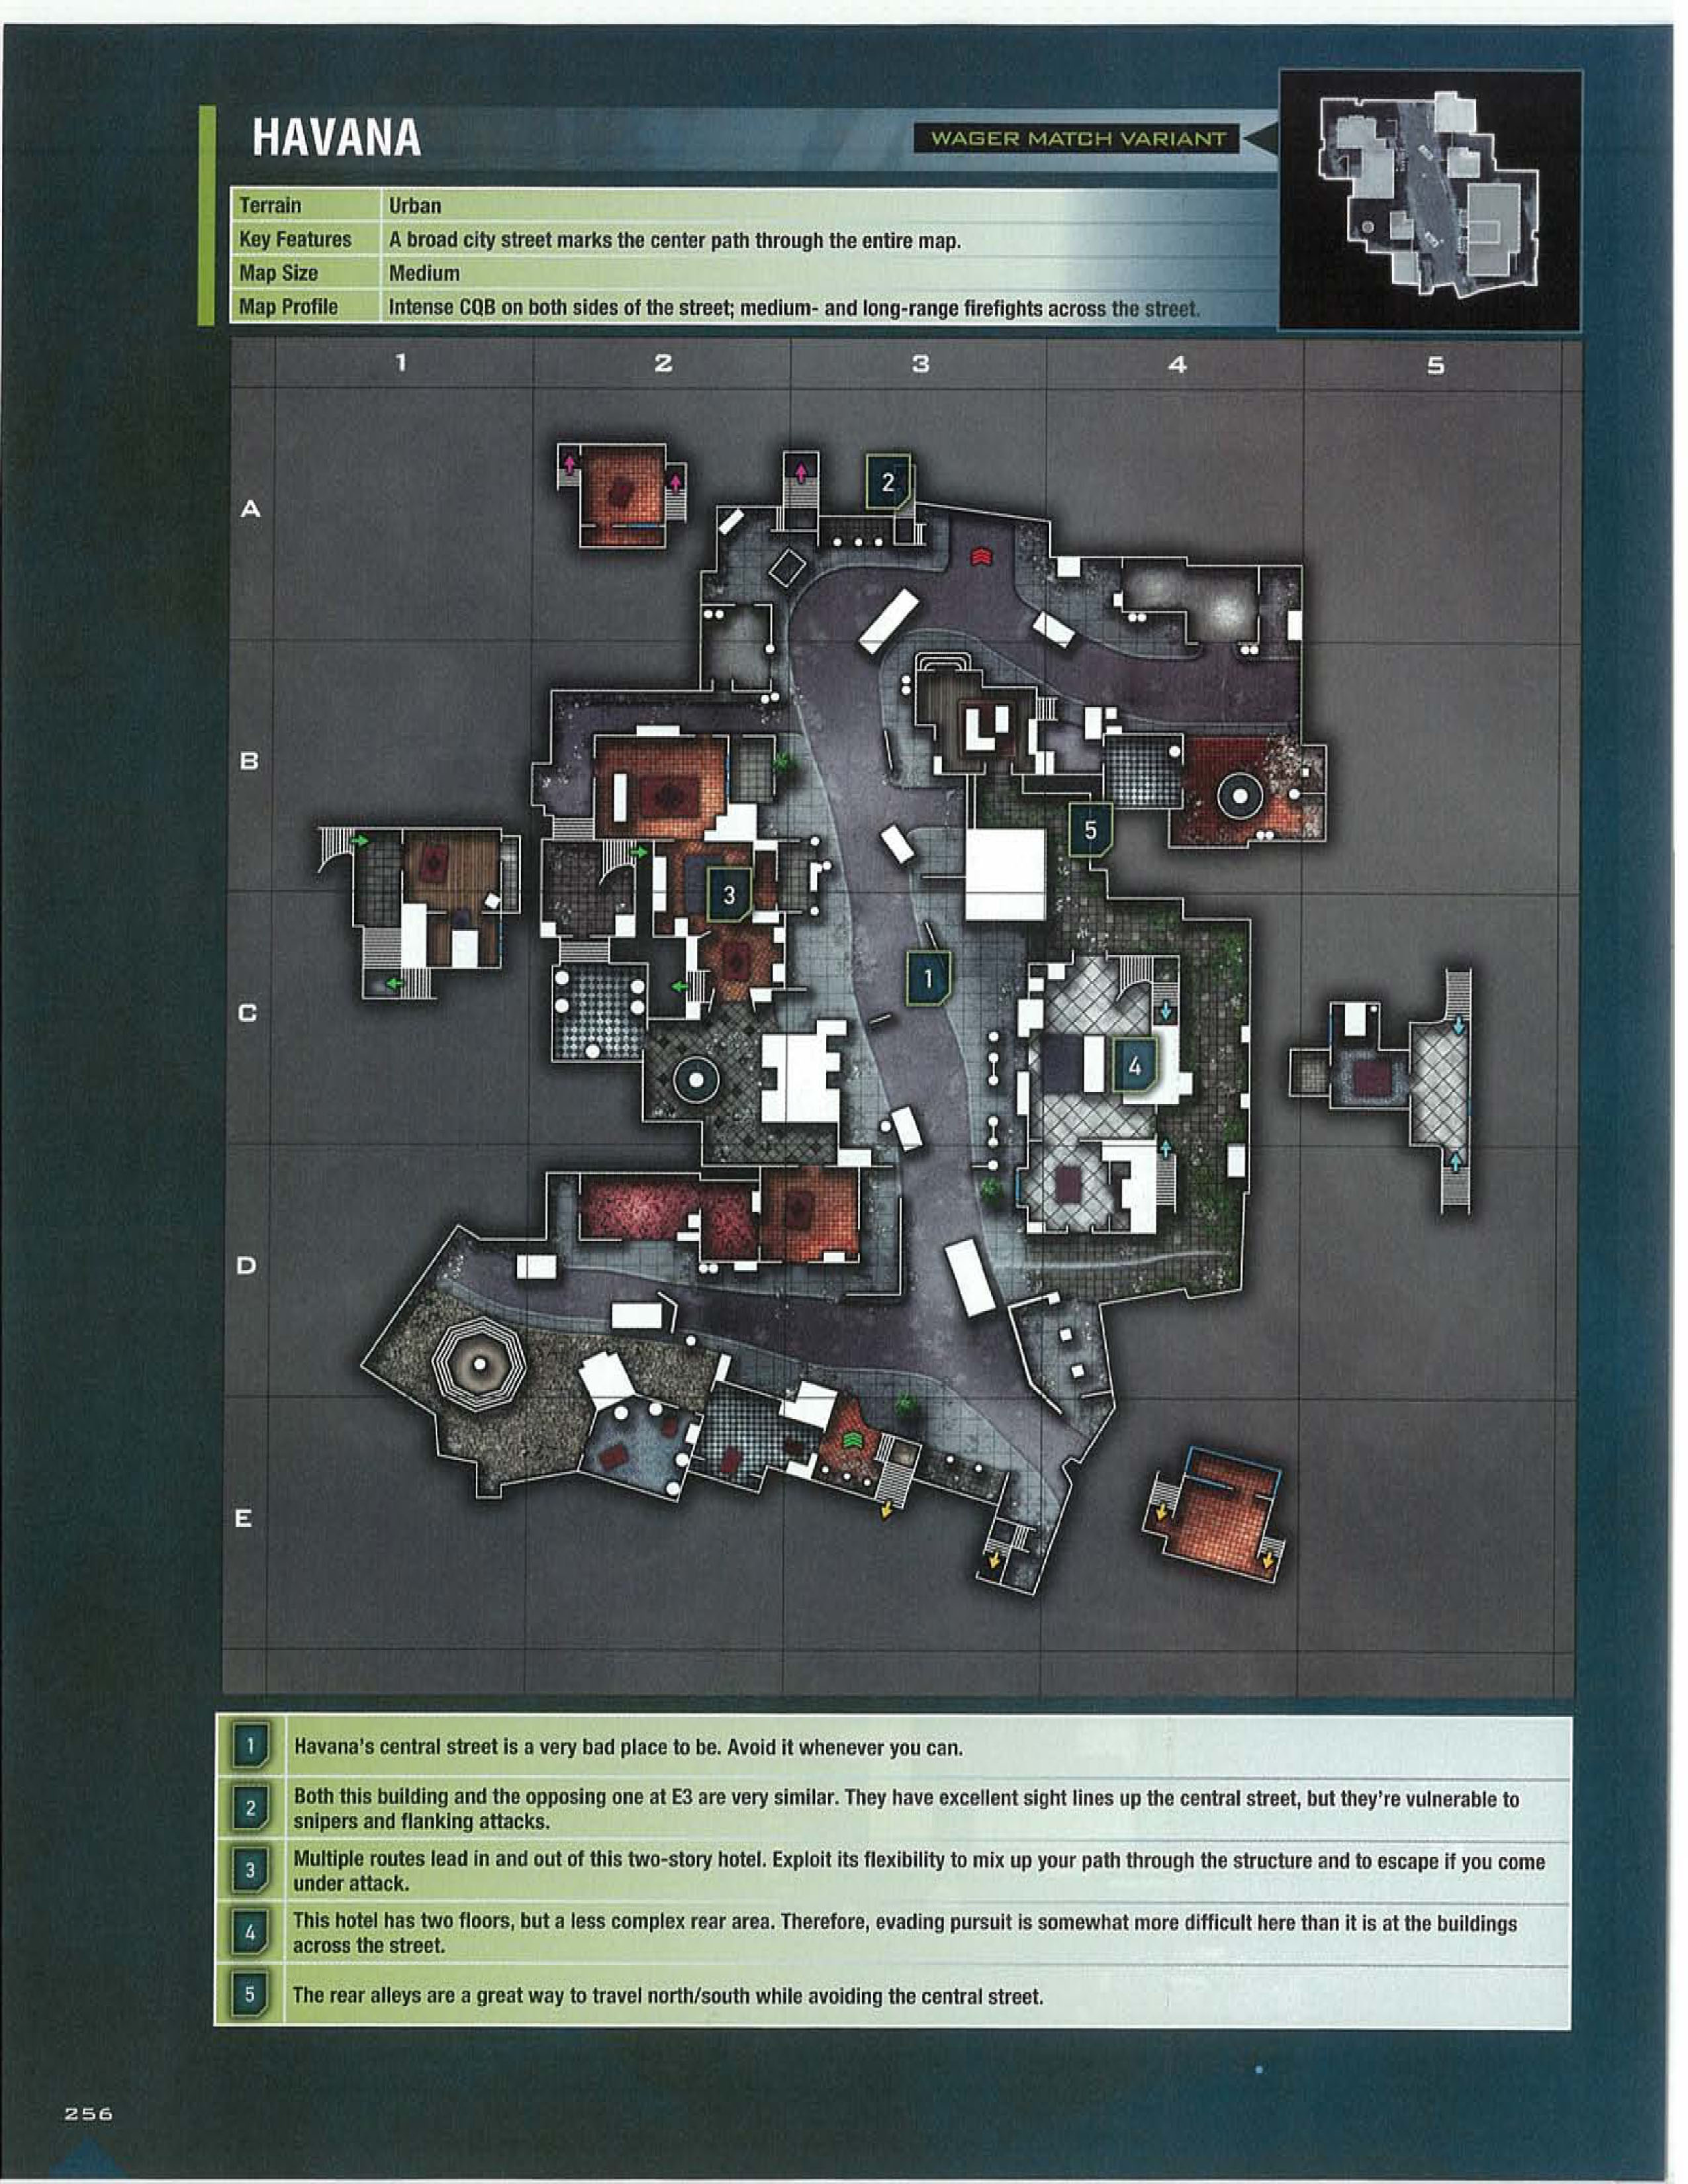 HAVANA
WAGER MATCH VARIANT
Terrain Urban
Key Features A broad city street marks the center path through the entire map.
Map Size Medium
Map Profile Intense CQB on both sides of the street; medium- and long-range firefights across the street.
1 2 3 4 5
A
2
B
5
3
1
C
4
D
E
1 Havana's central street is a very bad place to be. Avoid it whenever you can.
2 Both this building and the opposing one at E3 are very similar. They have excellent sight lines up the central street, but they're vulnerable to
snipers and flanking attacks.
3 Multiple routes lead in and out of this two-story hotel. Exploit its flexibility to mix up your path through the structure and to escape if you come
under attack.
4 This hotel has two floors, but a less complex rear area. Therefore, evading pursuit is somewhat more difficult here than it is at the buildings
across the street.
5 The rear alleys are a great way to travel north/south while avoiding the central street.
256